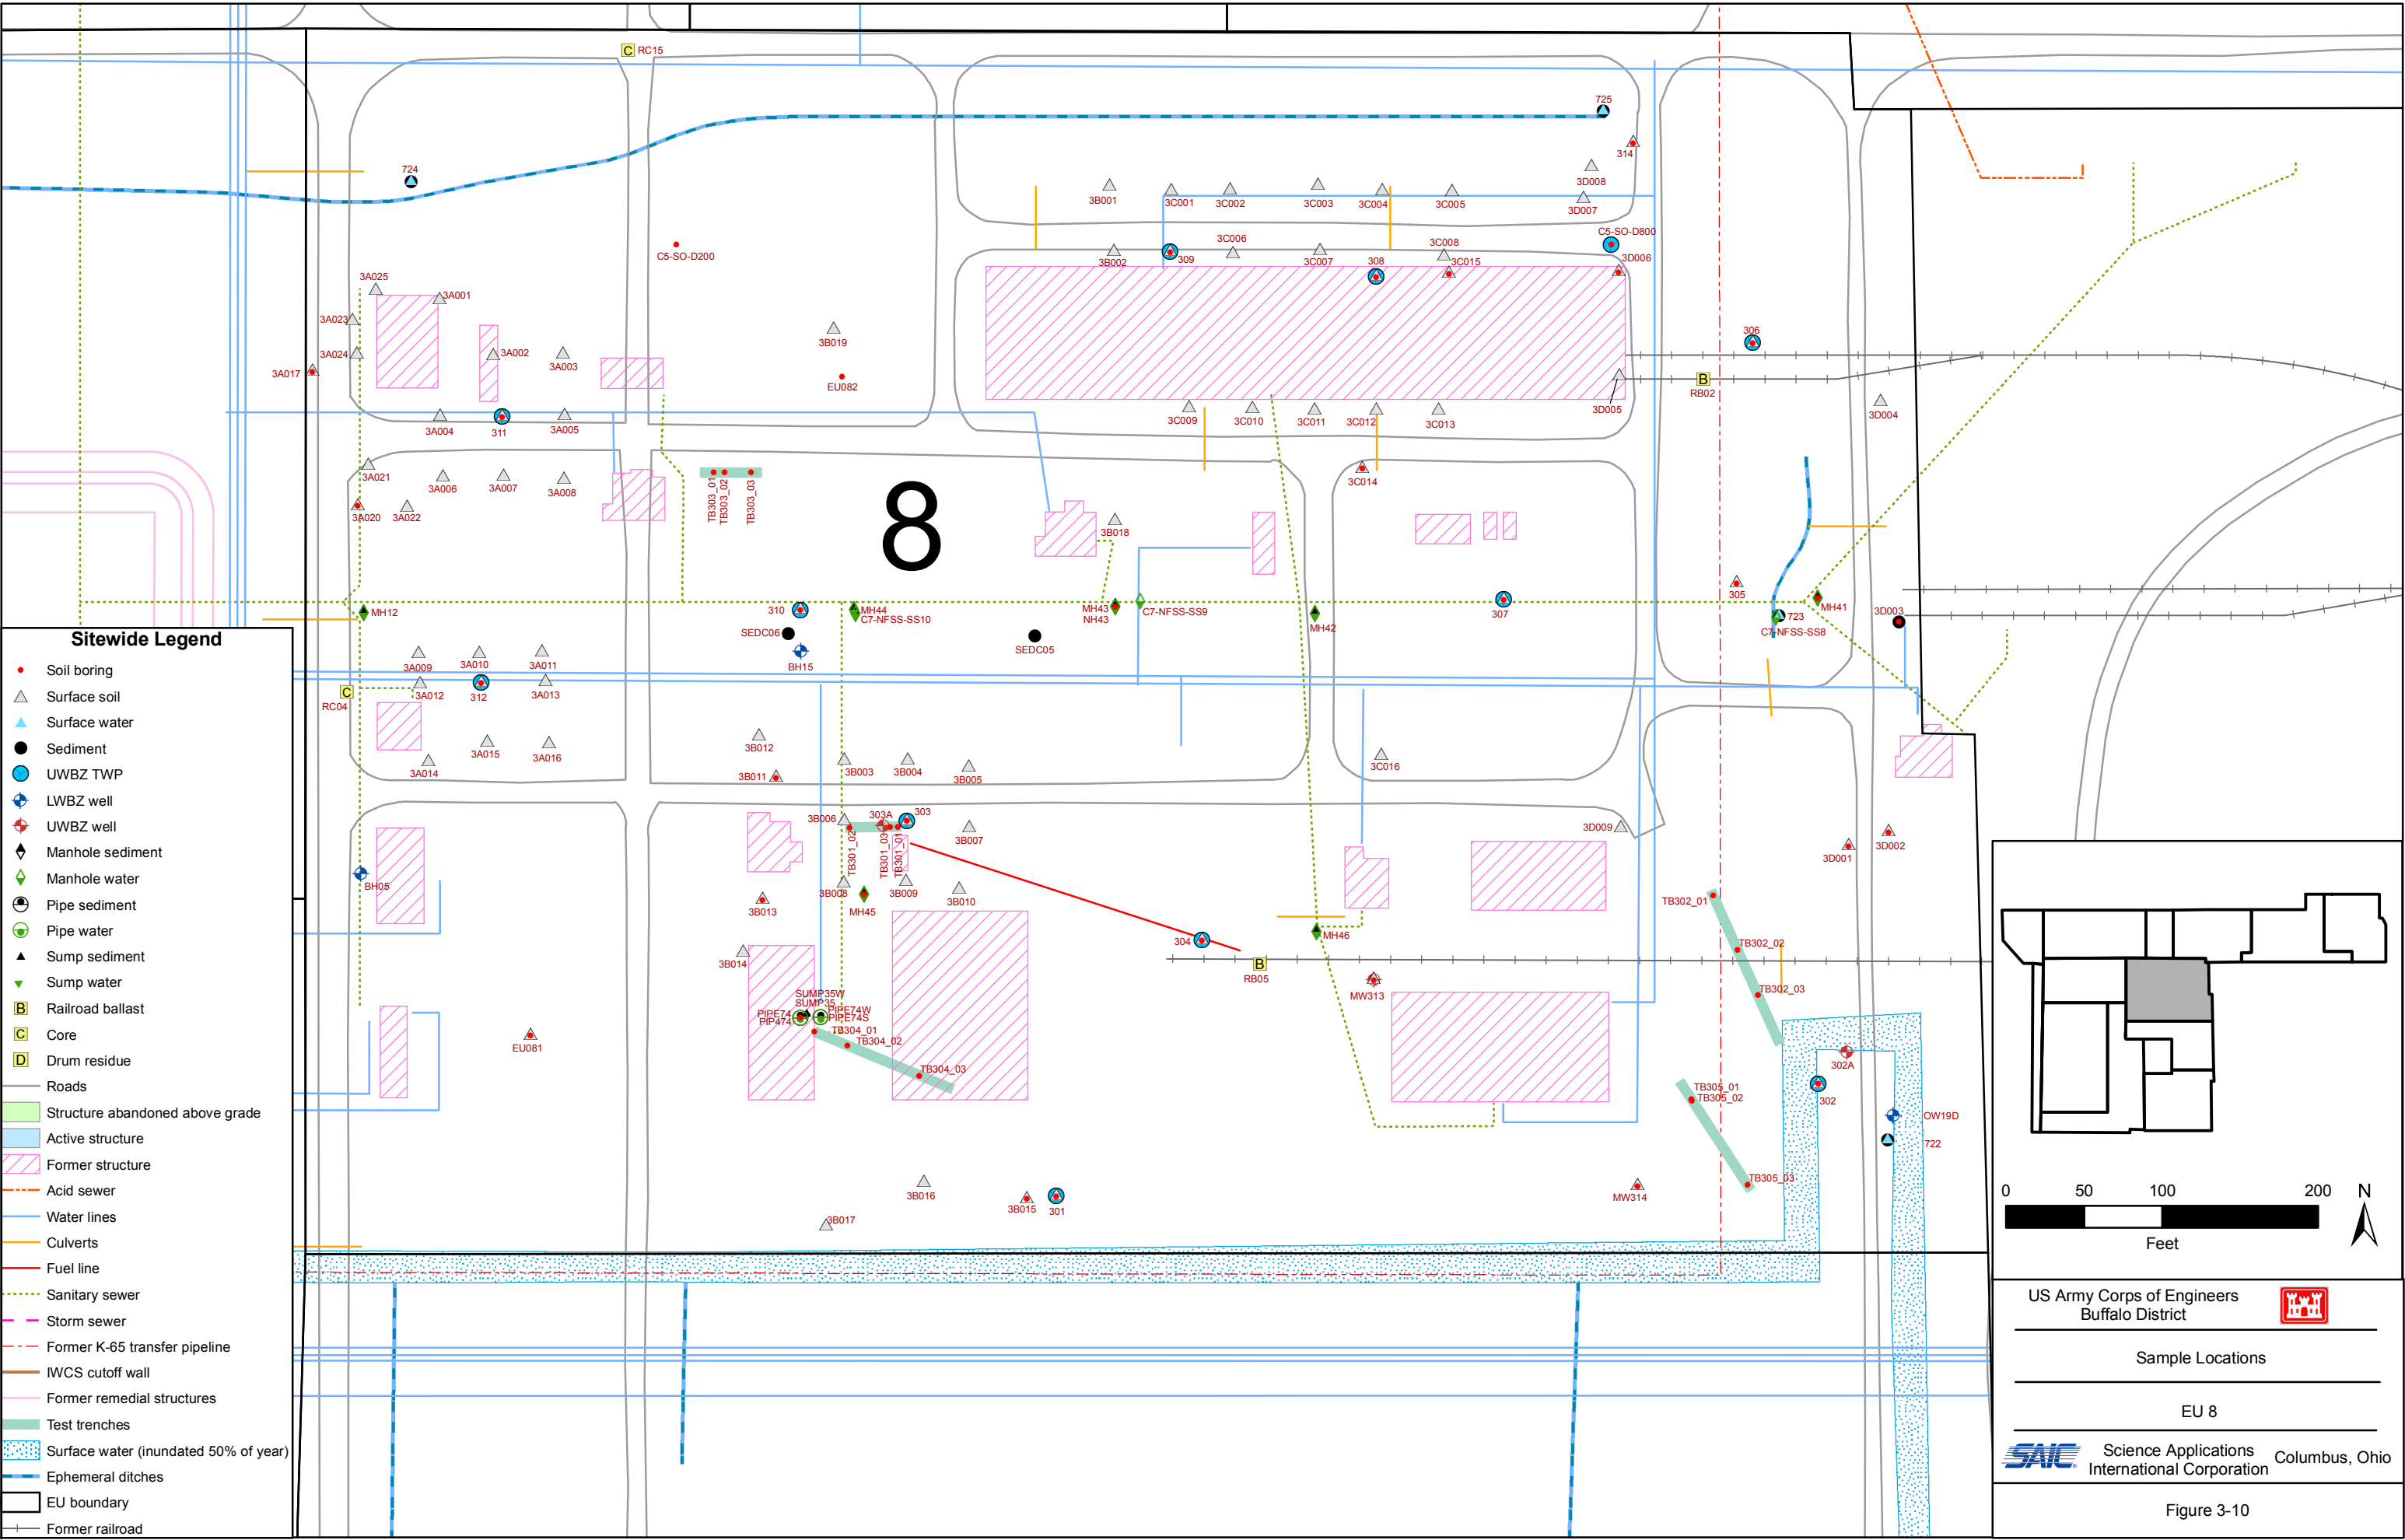 C RC15
725
314
724
3D008
3B001
3C001
3C002
3C003
3C004
3C005
3D007
C5-SO-D800
C5-SO-D200
3B002
309
3C006
3C007
308
3C008
3C015
3D006
3A025
3A001
3A023
3A024
3A002
3A003
3A017
3B019
EU082
306
B
RB02
3D005
3D004
3A004
311
3A005
3C009
3C010
3C011
3C012
3C013
3A021
3A006
3A007
3A008
3A020
3A022
TB303_01
TB303_02
TB303_03
8
3B018
3C014
MH12
310
MH44
C7-NFSS-SS10
MH43
NH43
C7-NFSS-SS9
MH42
307
305
723
C7-NFSS-SS8
MH41
3D003
SEDC06
BH15
SEDC05
3A009
3A010
3A011
3A012
312
3A013
C
RC04
3A014
3A015
3A016
3B012
3B011
3B003
3B004
3B005
3C016
3B006
303A
303
3B007
TB301_02
TB301_03
TB301_01
3D009
3D001
3D002
BH05
3B008
3B009
3B010
3B013
MH45
3B014
304
B
RB05
MH46
MW313
TB302_01
TB302_02
TB302_03
SUMP35W
SUMP35
PIPE74
PIP474
PIPE74W
PIPE74S
TB304_01
TB304_02
TB304_03
EU081
302A
302
OW19D
722
TB305_01
TB305_02
TB305_03
3B016
3B015
301
3B017
MW314
Sitewide Legend
Soil boring
Surface soil
Surface water
Sediment
UWBZ TWP
LWBZ well
UWBZ well
Manhole sediment
Manhole water
Pipe sediment
Pipe water
Sump sediment
Sump water
B Railroad ballast
C Core
D Drum residue
Roads
Structure abandoned above grade
Active structure
Former structure
Acid sewer
Water lines
Culverts
Fuel line
Sanitary sewer
Storm sewer
Former K-65 transfer pipeline
IWCS cutoff wall
Former remedial structures
Test trenches
Surface water (inundated 50% of year)
Ephemeral ditches
EU boundary
Former railroad
0 50 100 200 N
Feet
US Army Corps of Engineers
Buffalo District
Sample Locations
EU 8
SAIC Science Applications
International Corporation Columbus, Ohio
Figure 3-10